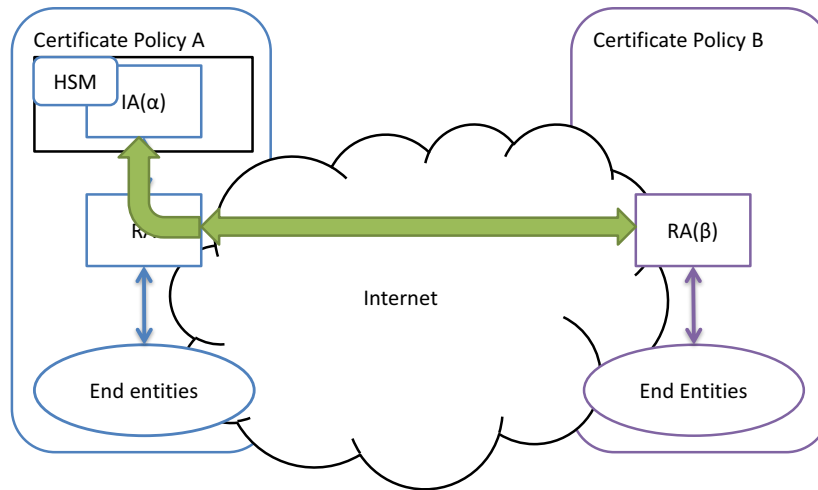 Certificate Policy A
Certificate Policy B
HSM
IA(α)
RA(β)
Internet
End entities
End Entities